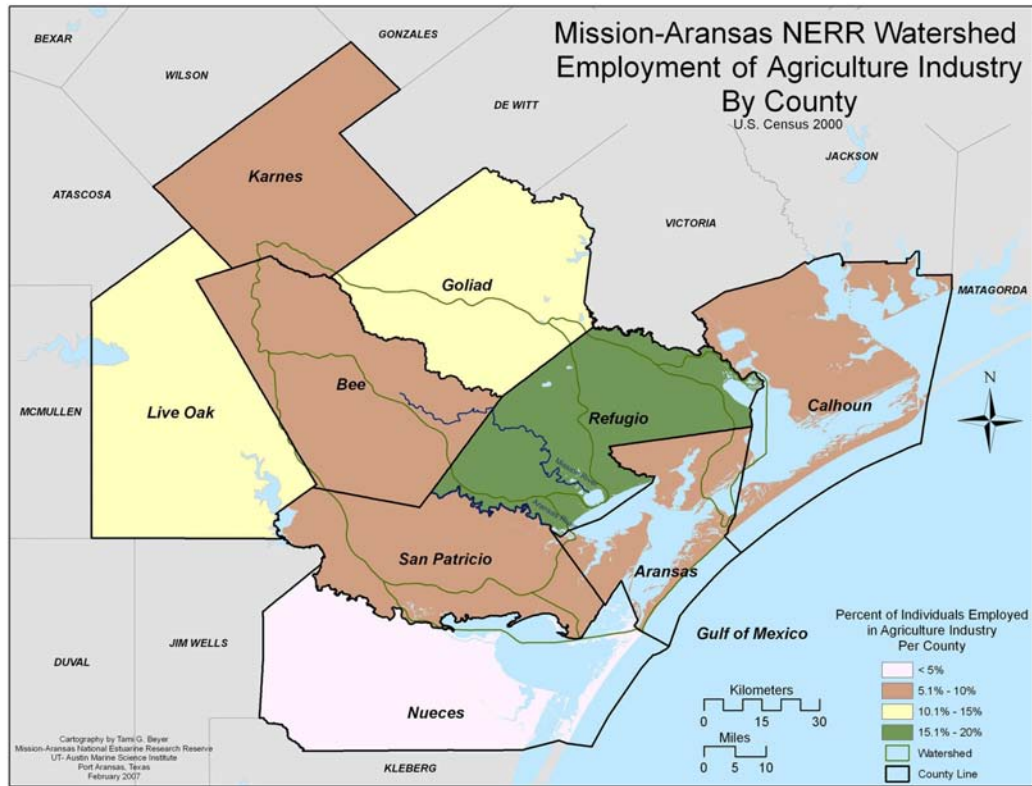 Mission-Aransas NERR Watershed
Employment of Agriculture Industry
By County
U.S. Census 2000
BEXAR
GONZALES
WILSON
DE WITT
JACKSON
Karnes
ATASCOSA
VICTORIA
Goliad
MATAGORDA
Bee
Live Oak
MCMULLEN
Refugio
Calhoun
N
Mission River
Aransas River
San Patricio
Aransas
JIM WELLS
DUVAL
Gulf of Mexico
Nueces
KLEBERG
Percent of Individuals Employed
in Agriculture Industry
Per County
< 5%
5.1% - 10%
10.1% - 15%
15.1% - 20%
Watershed
County Line
Kilometers
0 15 30
Miles
0 5 10
Cartography by Tami G. Beyer
Mission-Aransas National Estuarine Research Reserve
UT- Austin Marine Science Institute
Port Aransas, Texas
February 2007